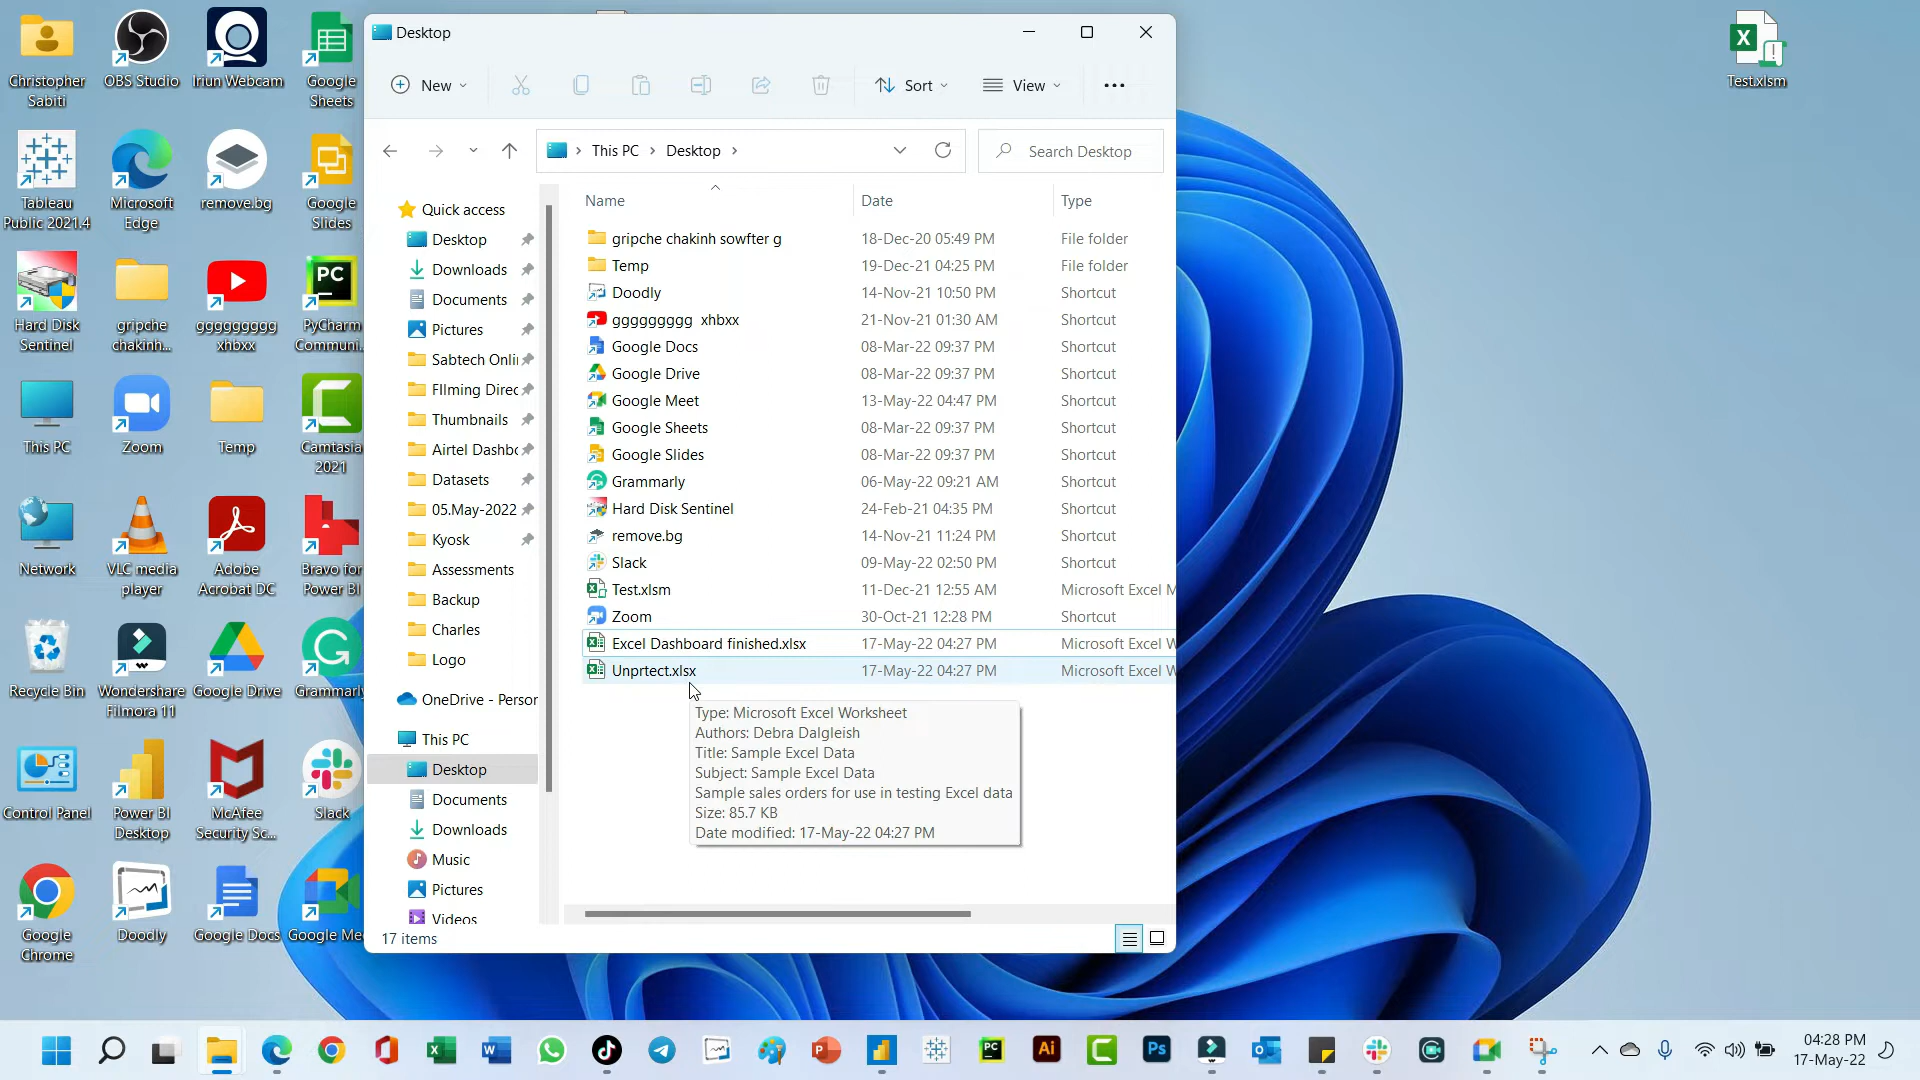 Christopher
Sabiti
OBS Studio
Iriun Webcam
Google
Sheets
Tableau
Public 2021.4
Microsoft
Edge
remove.bg
Google
Slides
Hard Disk
Sentinel
gripche
chakinh...
ggggggggg
xhbxx
PC
PyCharm
Communi...
This PC
Zoom
Temp
Camtasia
2021
Network
VLC media
player
Adobe
Acrobat DC
Bravo for
Power BI
Recycle Bin
Wondershare
Filmora 11
Google Drive
Grammarly
Control Panel
Power BI
Desktop
McAfee
Security Sc...
Slack
Google
Chrome
Doodly
Google Docs
Google Me
Desktop
New
Sort
View
This PC
Desktop
Search Desktop
Quick access
Desktop
Downloads
Documents
Pictures
Sabtech Onli
FIlming Direc
Thumbnails
Airtel Dashbo
Datasets
05.May-2022
Kyosk
Assessments
Backup
Charles
Logo
OneDrive - Person
This PC
Desktop
Documents
Downloads
Music
Pictures
Videos
Name Date Type
gripche chakinh sowfter g 18-Dec-20 05:49 PM File folder
Temp 19-Dec-21 04:25 PM File folder
Doodly 14-Nov-21 10:50 PM Shortcut
ggggggggg xhbxx 21-Nov-21 01:30 AM Shortcut
Google Docs 08-Mar-22 09:37 PM Shortcut
Google Drive 08-Mar-22 09:37 PM Shortcut
Google Meet 13-May-22 04:47 PM Shortcut
Google Sheets 08-Mar-22 09:37 PM Shortcut
Google Slides 08-Mar-22 09:37 PM Shortcut
Grammarly 06-May-22 09:21 AM Shortcut
Hard Disk Sentinel 24-Feb-21 04:35 PM Shortcut
remove.bg 14-Nov-21 11:24 PM Shortcut
Slack 09-May-22 02:50 PM Shortcut
Test.xlsm 11-Dec-21 12:55 AM Microsoft Excel M
Zoom 30-Oct-21 12:28 PM Shortcut
Excel Dashboard finished.xlsx 17-May-22 04:27 PM Microsoft Excel W
Unprtect.xlsx 17-May-22 04:27 PM Microsoft Excel W
Type: Microsoft Excel Worksheet
Authors: Debra Dalgleish
Title: Sample Excel Data
Subject: Sample Excel Data
Sample sales orders for use in testing Excel data
Size: 85.7 KB
Date modified: 17-May-22 04:27 PM
17 items
X
Test.xlsm
X
W
P
PC
Ai
Ps
04:28 PM
17-May-22